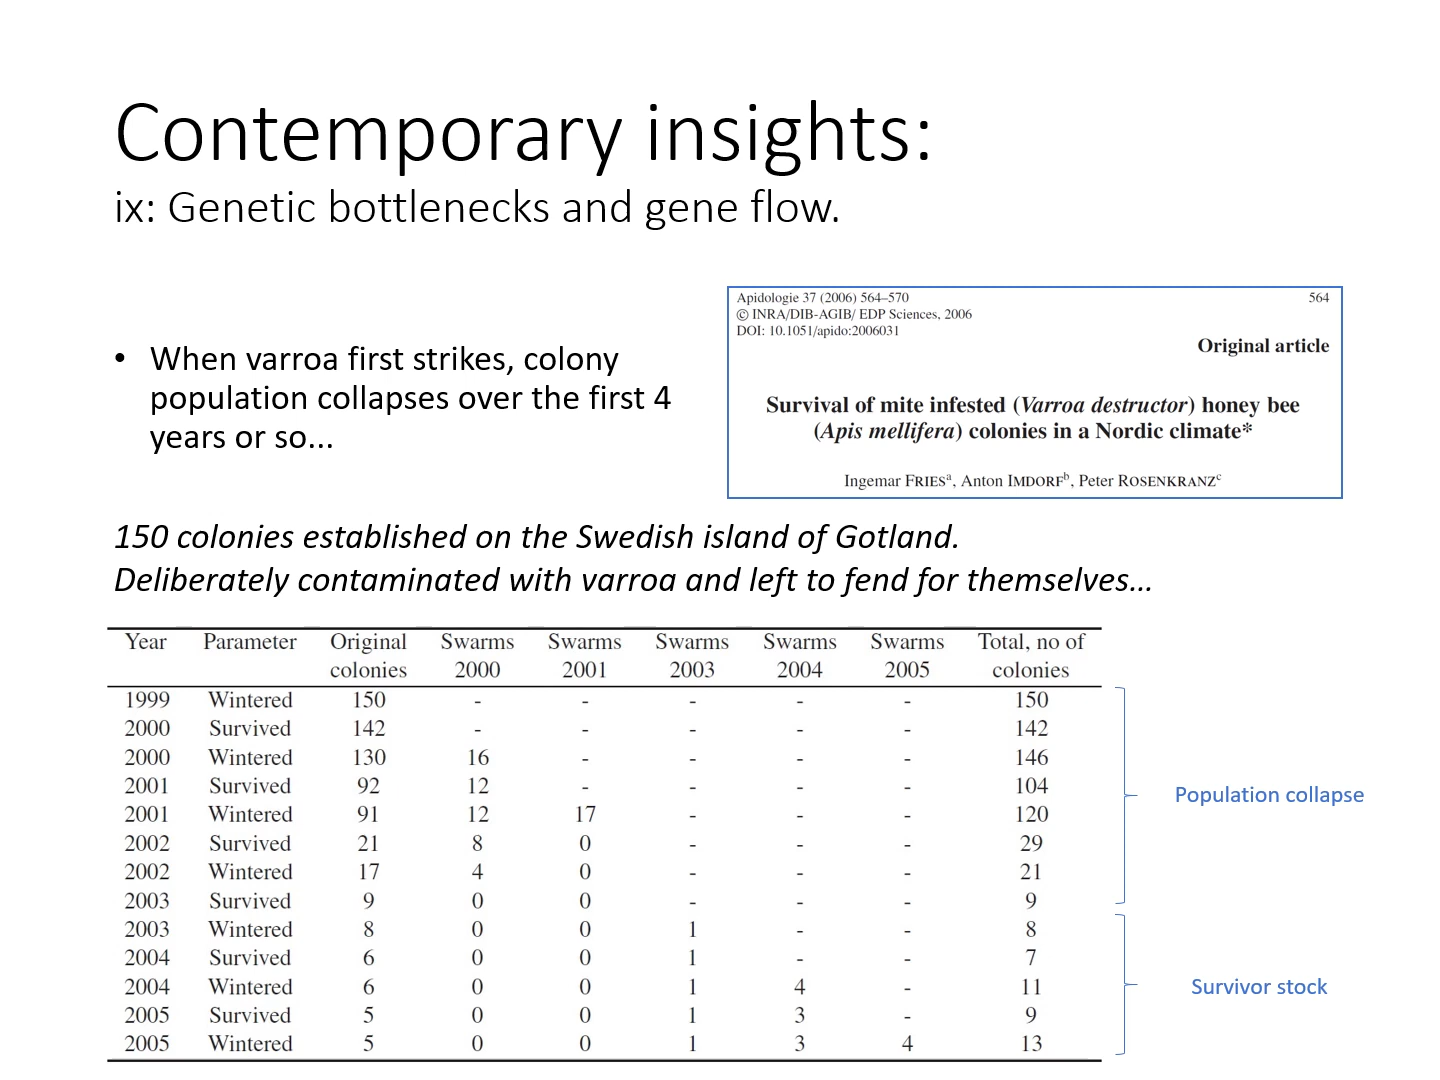 Contemporary insights:
ix: Genetic bottlenecks and gene flow.
• When varroa first strikes, colony
population collapses over the first 4
years or so...
Apidologie 37 (2006) 564–570 564
© INRA/DIB-AGIB/ EDP Sciences, 2006
DOI: 10.1051/apido:2006031
Original article
Survival of mite infested (Varroa destructor) honey bee
(Apis mellifera) colonies in a Nordic climate*
Ingemar FRIESa, Anton IMDORFb, Peter ROSENKRANZc
150 colonies established on the Swedish island of Gotland.
Deliberately contaminated with varroa and left to fend for themselves...
Year Parameter Original Swarms Swarms Swarms Swarms Swarms Total, no of
colonies 2000 2001 2003 2004 2005 colonies
1999 Wintered 150 - - - - - 150
2000 Survived 142 - - - - - 142
2000 Wintered 130 16 - - - - 146
2001 Survived 92 12 - - - - 104
2001 Wintered 91 12 17 - - - 120
2002 Survived 21 8 0 - - - 29
2002 Wintered 17 4 0 - - - 21
2003 Survived 9 0 0 - - - 9
2003 Wintered 8 0 0 1 - - 8
2004 Survived 6 0 0 1 - - 7
2004 Wintered 6 0 0 1 4 - 11
2005 Survived 5 0 0 1 3 - 9
2005 Wintered 5 0 0 1 3 4 13
Population collapse
Survivor stock